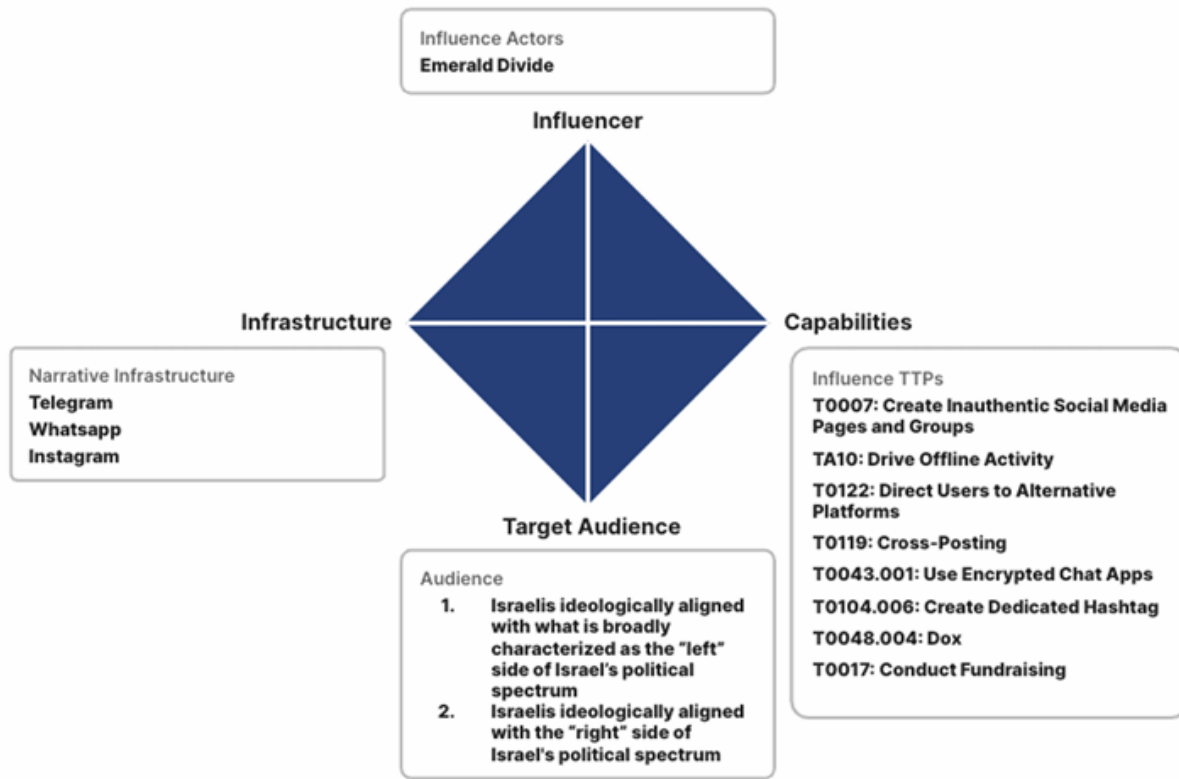 Influence Actors
Emerald Divide
Influencer
Infrastructure
Capabilities
Narrative Infrastructure
Telegram
Whatsapp
Instagram
Influence TTPs
T0007: Create Inauthentic Social Media
Pages and Groups
TA10: Drive Offline Activity
T0122: Direct Users to Alternative
Platforms
T0119: Cross-Posting
T0043.001: Use Encrypted Chat Apps
T0104.006: Create Dedicated Hashtag
T0048.004: Dox
T0017: Conduct Fundraising
Target Audience
Audience
1. Israelis ideologically aligned
with what is broadly
characterized as the “left”
side of Israel’s political
spectrum
2. Israelis ideologically aligned
with the “right” side of
Israel's political spectrum